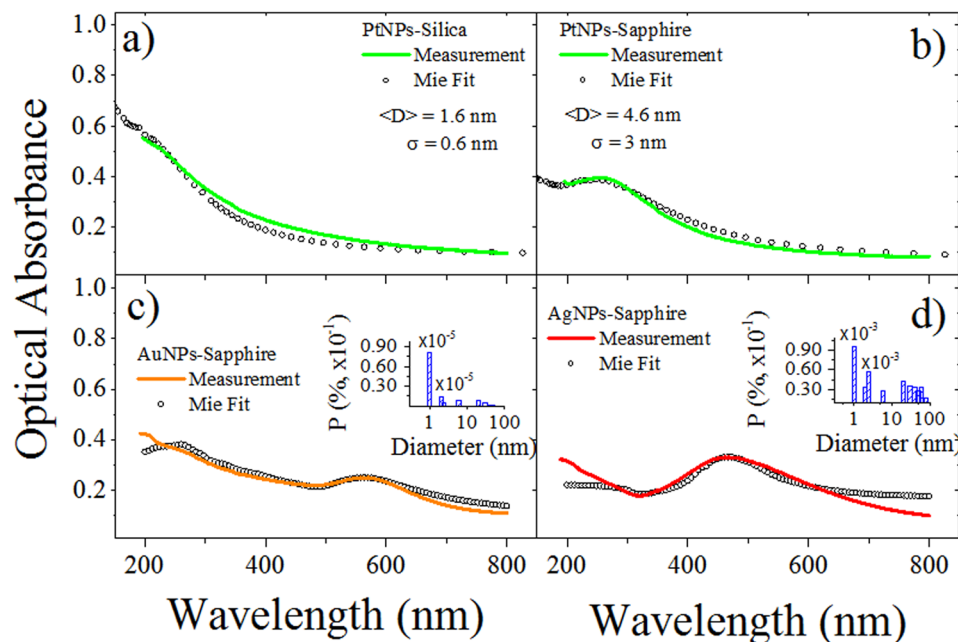 Optical Absorbance
1.0
0.8
0.6
0.4
0.2
0.0
a)
PtNPs-Silica
Measurement
Mie Fit
<D> = 1.6 nm
σ = 0.6 nm
b)
PtNPs-Sapphire
Measurement
Mie Fit
<D> = 4.6 nm
σ = 3 nm
1.0
0.8
0.6
0.4
0.2
c)
AuNPs-Sapphire
Measurement
Mie Fit
P (%, x10⁻¹)
0.90
0.60
0.30
x10⁻⁵
x10⁻⁵
1
10
100
Diameter (nm)
d)
AgNPs-Sapphire
Measurement
Mie Fit
P (%, x10⁻¹)
0.90
0.60
0.30
x10⁻³
x10⁻³
1
10
100
Diameter (nm)
200 400 600 800
200 400 600 800
Wavelength (nm)
Wavelength (nm)